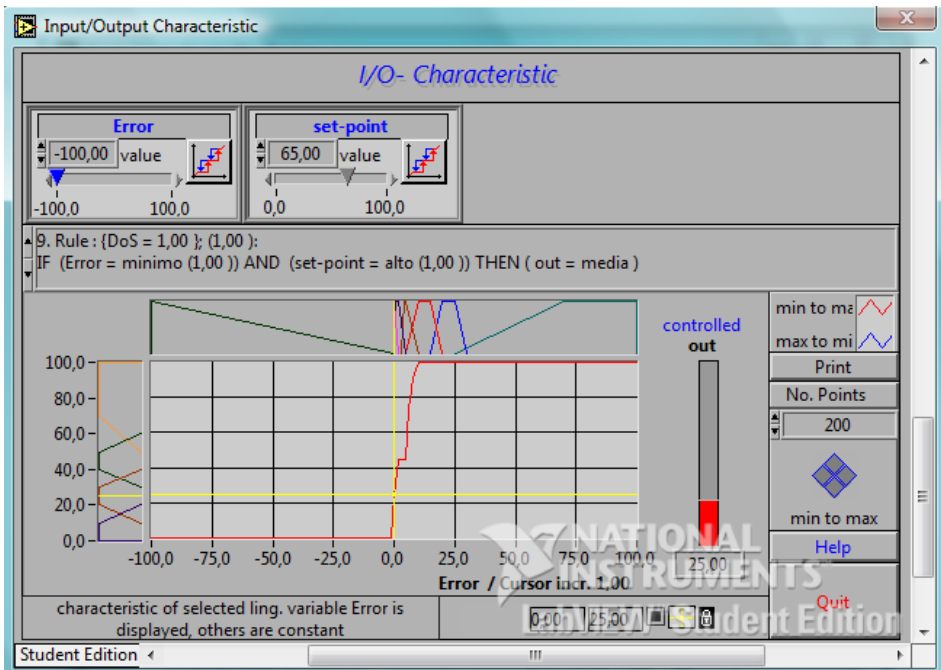 Input/Output Characteristic
I/O- Characteristic
Error
set-point
-100,00 value
65,00 value
-100,0 100,0
0,0 100,0
9. Rule : {DoS = 1,00 }; (1,00 ):
IF (Error = minimo (1,00 )) AND (set-point = alto (1,00 )) THEN ( out = media )
controlled
out
min to ma
max to mi
Print
No. Points
200
min to max
Help
Quit
100,0
80,0
60,0
40,0
20,0
0,0
-100,0 -75,0 -50,0 -25,0 0,0 25,0 50,0 75,0 100,0
25,00
Error / Cursor incr. 1,00
characteristic of selected ling. variable Error is
displayed, others are constant
0,00 25,00
NATIONAL
INSTRUMENTS
LabVIEW Student Edition
Student Edition